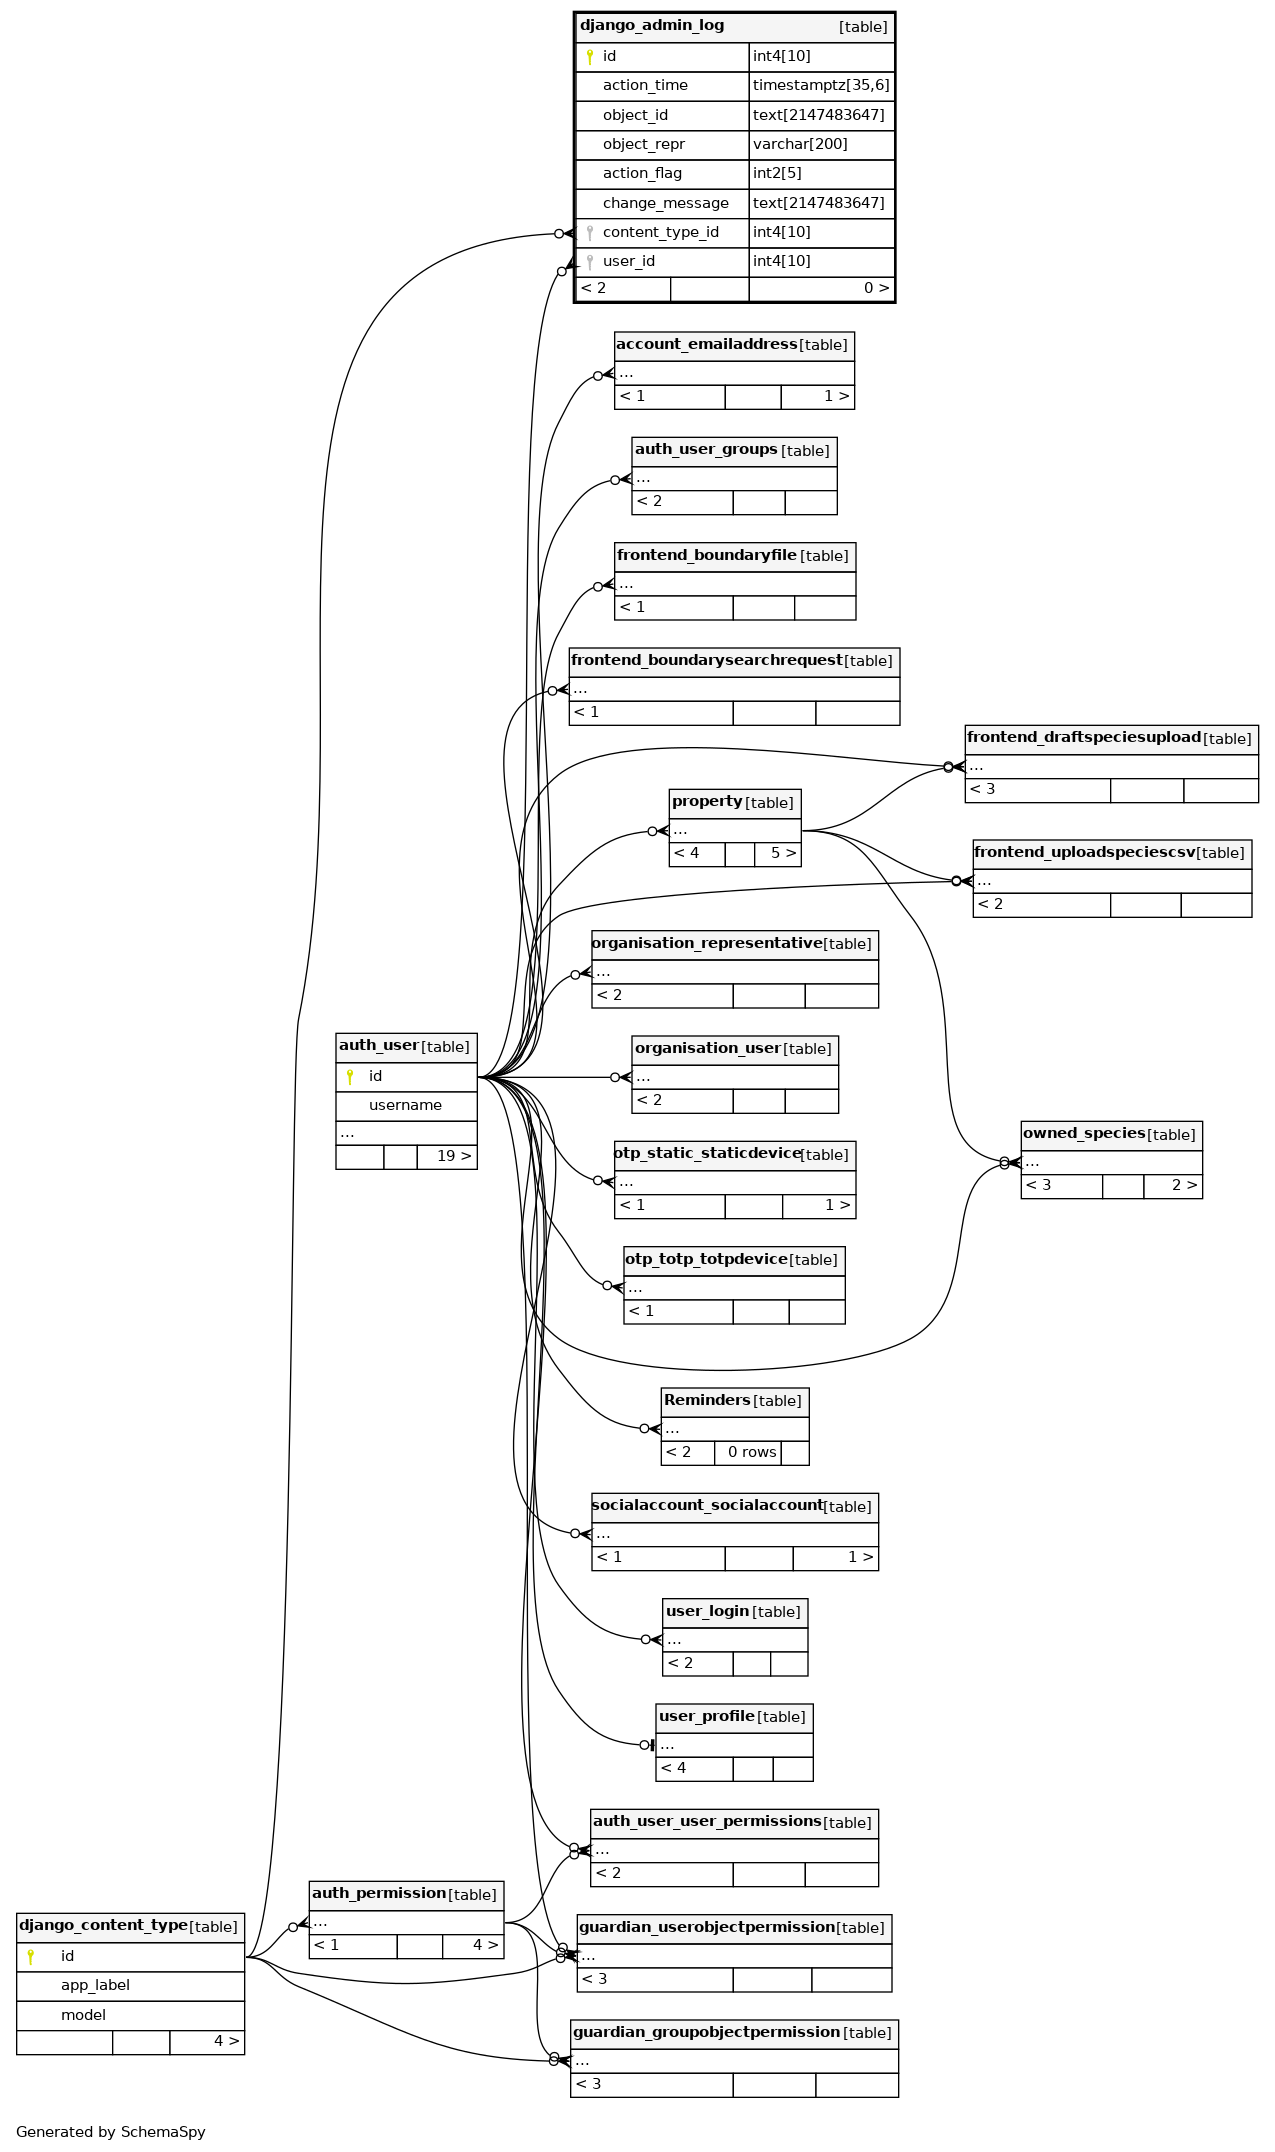 django_admin_log [table]
id int4[10]
action_time timestamptz[35,6]
object_id text[2147483647]
object_repr varchar[200]
action_flag int2[5]
change_message text[2147483647]
content_type_id int4[10]
user_id int4[10]
< 2 0 >
account_emailaddress [table]
...
< 1 1 >
auth_user_groups [table]
...
< 2
frontend_boundaryfile [table]
...
< 1
frontend_boundarysearchrequest [table]
...
< 1
frontend_draftspeciesupload [table]
...
< 3
property [table]
...
< 4 5 >
frontend_uploadspeciescsv [table]
...
< 2
organisation_representative [table]
...
< 2
auth_user [table]
id
username
...
19 >
organisation_user [table]
...
< 2
otp_static_staticdevice [table]
...
< 1 1 >
owned_species [table]
...
< 3 2 >
otp_totp_totpdevice [table]
...
< 1
Reminders [table]
...
< 2 0 rows
socialaccount_socialaccount [table]
...
< 1 1 >
user_login [table]
...
< 2
user_profile [table]
...
< 4
auth_user_user_permissions [table]
...
< 2
auth_permission [table]
...
< 1 4 >
django_content_type [table]
id
app_label
model
4 >
guardian_userobjectpermission [table]
...
< 3
guardian_groupobjectpermission [table]
...
< 3
Generated by SchemaSpy